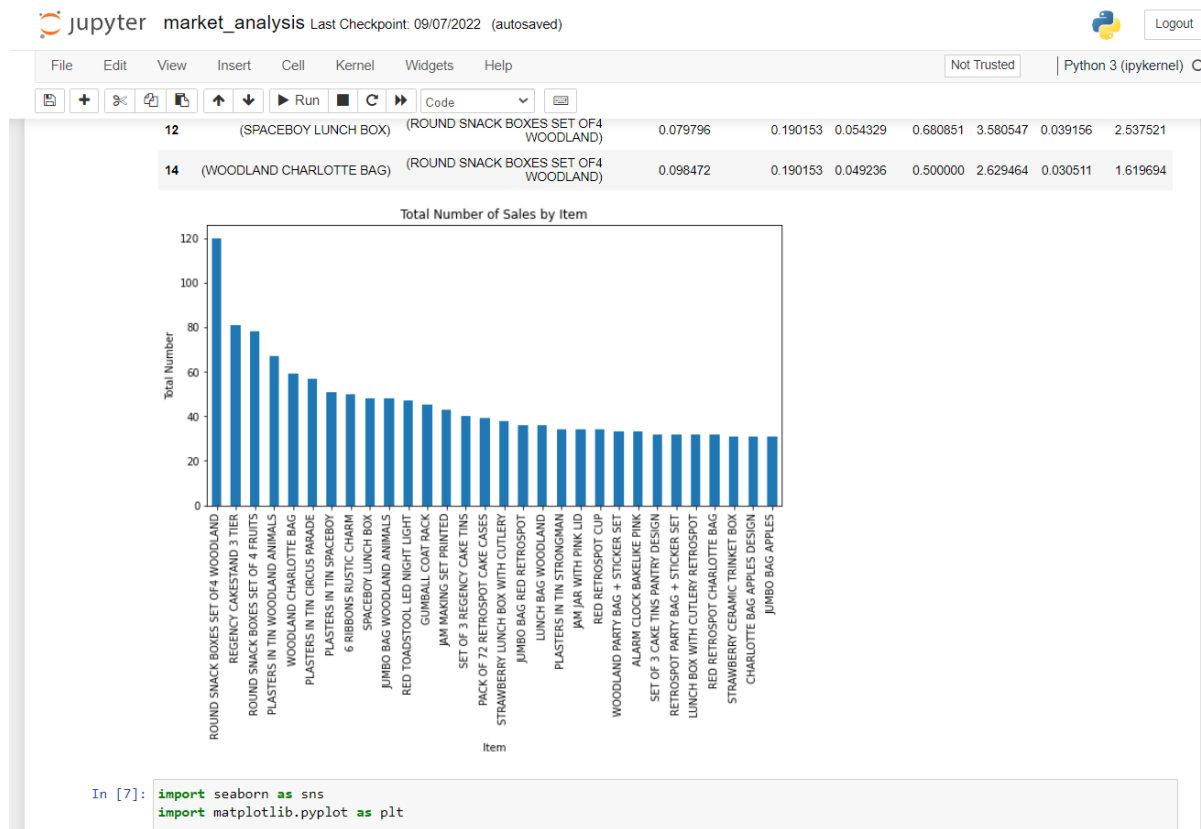 jupyter market_analysis Last Checkpoint: 09/07/2022 (autosaved) Logout
File Edit View Insert Cell Kernel Widgets Help Not Trusted Python 3 (ipykernel)
Run Code
12 (SPACEBOY LUNCH BOX) (ROUND SNACK BOXES SET OF4 0.079796 0.190153 0.054329 0.680851 3.580547 0.039156 2.537521
WOODLAND)
14 (WOODLAND CHARLOTTE BAG) (ROUND SNACK BOXES SET OF4 0.098472 0.190153 0.049236 0.500000 2.629464 0.030511 1.619694
WOODLAND)
Total Number of Sales by Item
Total Number
120
100
80
60
40
20
0
ROUND SNACK BOXES SET OF4 WOODLAND
REGENCY CAKESTAND 3 TIER
ROUND SNACK BOXES SET OF 4 FRUITS
PLASTERS IN TIN WOODLAND ANIMALS
WOODLAND CHARLOTTE BAG
PLASTERS IN TIN CIRCUS PARADE
PLASTERS IN TIN SPACEBOY
6 RIBBONS RUSTIC CHARM
SPACEBOY LUNCH BOX
JUMBO BAG WOODLAND ANIMALS
RED TOADSTOOL LED NIGHT LIGHT
GUMBALL COAT RACK
JAM MAKING SET PRINTED
SET OF 3 REGENCY CAKE TINS
PACK OF 72 RETROSPOT CAKE CASES
STRAWBERRY LUNCH BOX WITH CUTLERY
JUMBO BAG RED RETROSPOT
LUNCH BAG WOODLAND
PLASTERS IN TIN STRONGMAN
JAM JAR WITH PINK LID
RED RETROSPOT CUP
WOODLAND PARTY BAG + STICKER SET
ALARM CLOCK BAKELIKE PINK
SET OF 3 CAKE TINS PANTRY DESIGN
RETROSPOT PARTY BAG + STICKER SET
LUNCH BOX WITH CUTLERY RETROSPOT
RED RETROSPOT CHARLOTTE BAG
STRAWBERRY CERAMIC TRINKET BOX
CHARLOTTE BAG APPLES DESIGN
JUMBO BAG APPLES
Item
In [7]: import seaborn as sns
import matplotlib.pyplot as plt